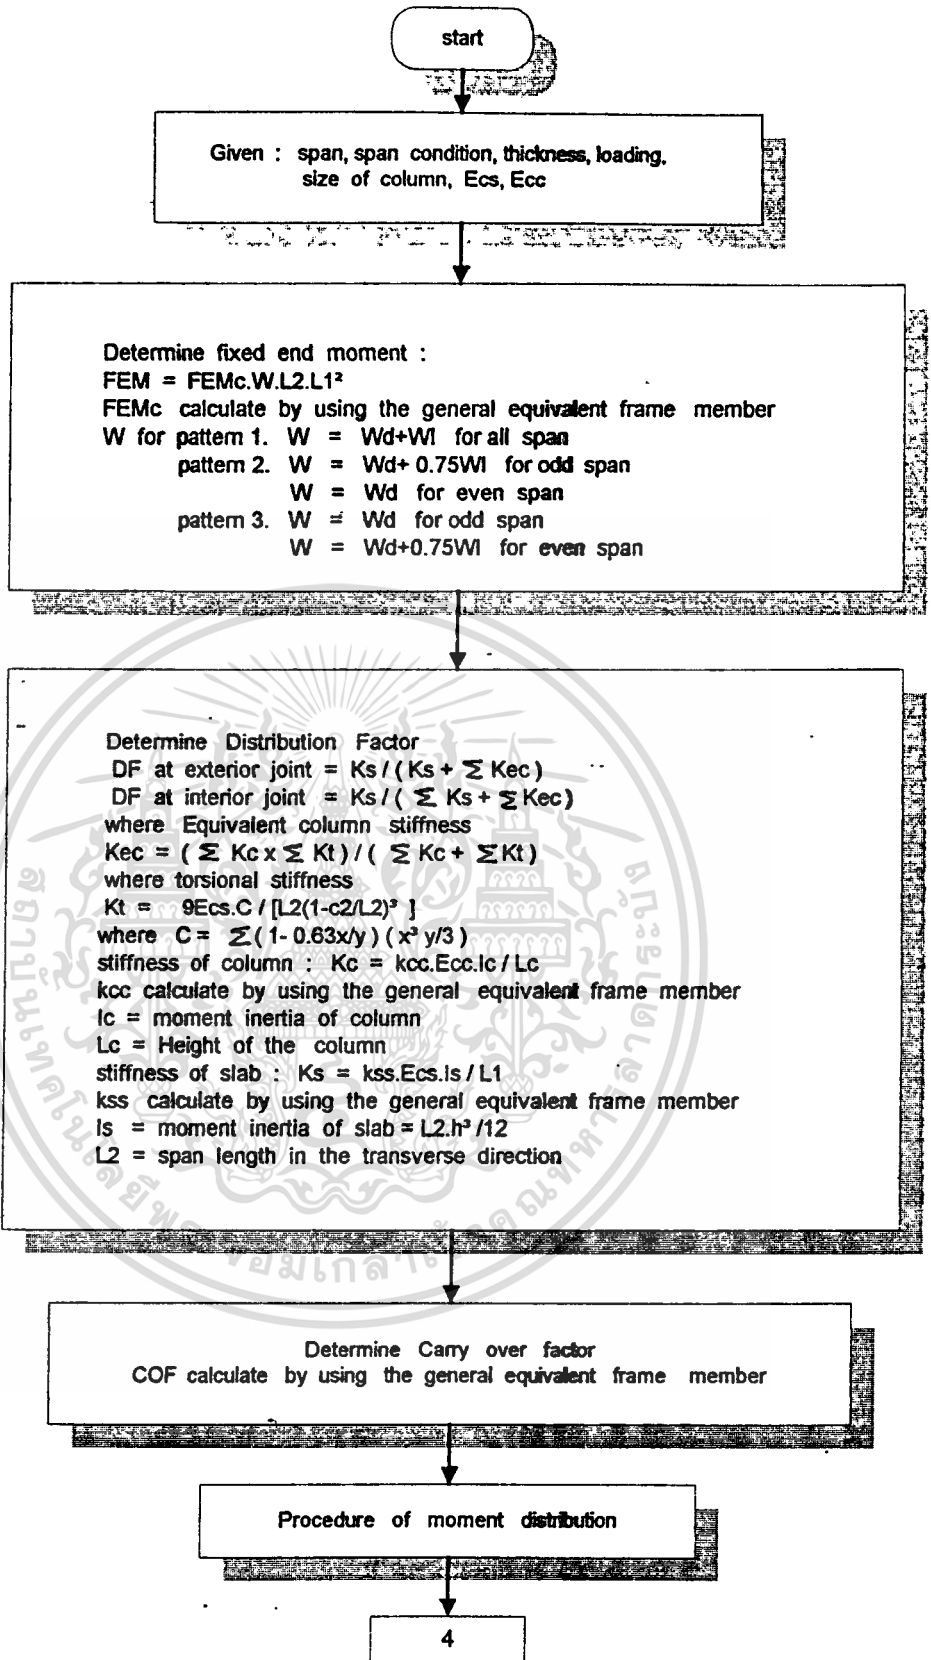 start
Given : span, span condition, thickness, loading,
size of column, Ecs, Ecc
Determine fixed end moment :
FEM = FEMc.W.L2.L1²
FEMc calculate by using the general equivalent frame member
W for pattern 1. W = Wd+Wl for all span
pattern 2. W = Wd+ 0.75Wl for odd span
W = Wd for even span
pattern 3. W = Wd for odd span
W = Wd+0.75Wl for even span
Determine Distribution Factor
DF at exterior joint = Ks / ( Ks + Σ Kec )
DF at interior joint = Ks / ( Σ Ks + Σ Kec )
where Equivalent column stiffness
Kec = ( Σ Kc x Σ Kt ) / ( Σ Kc + Σ Kt )
where torsional stiffness
Kt = 9Ecs.C / [L2(1-c2/L2)³ ]
where C = Σ ( 1- 0.63x/y ) ( x³ y/3 )
stiffness of column : Kc = kcc.Ecc.Ic / Lc
kcc calculate by using the general equivalent frame member
Ic = moment inertia of column
Lc = Height of the column
stiffness of slab : Ks = kss.Ecs.Is / L1
kss calculate by using the general equivalent frame member
Is = moment inertia of slab = L2.h³ /12
L2 = span length in the transverse direction
Determine Carry over factor
COF calculate by using the general equivalent frame member
Procedure of moment distribution
4